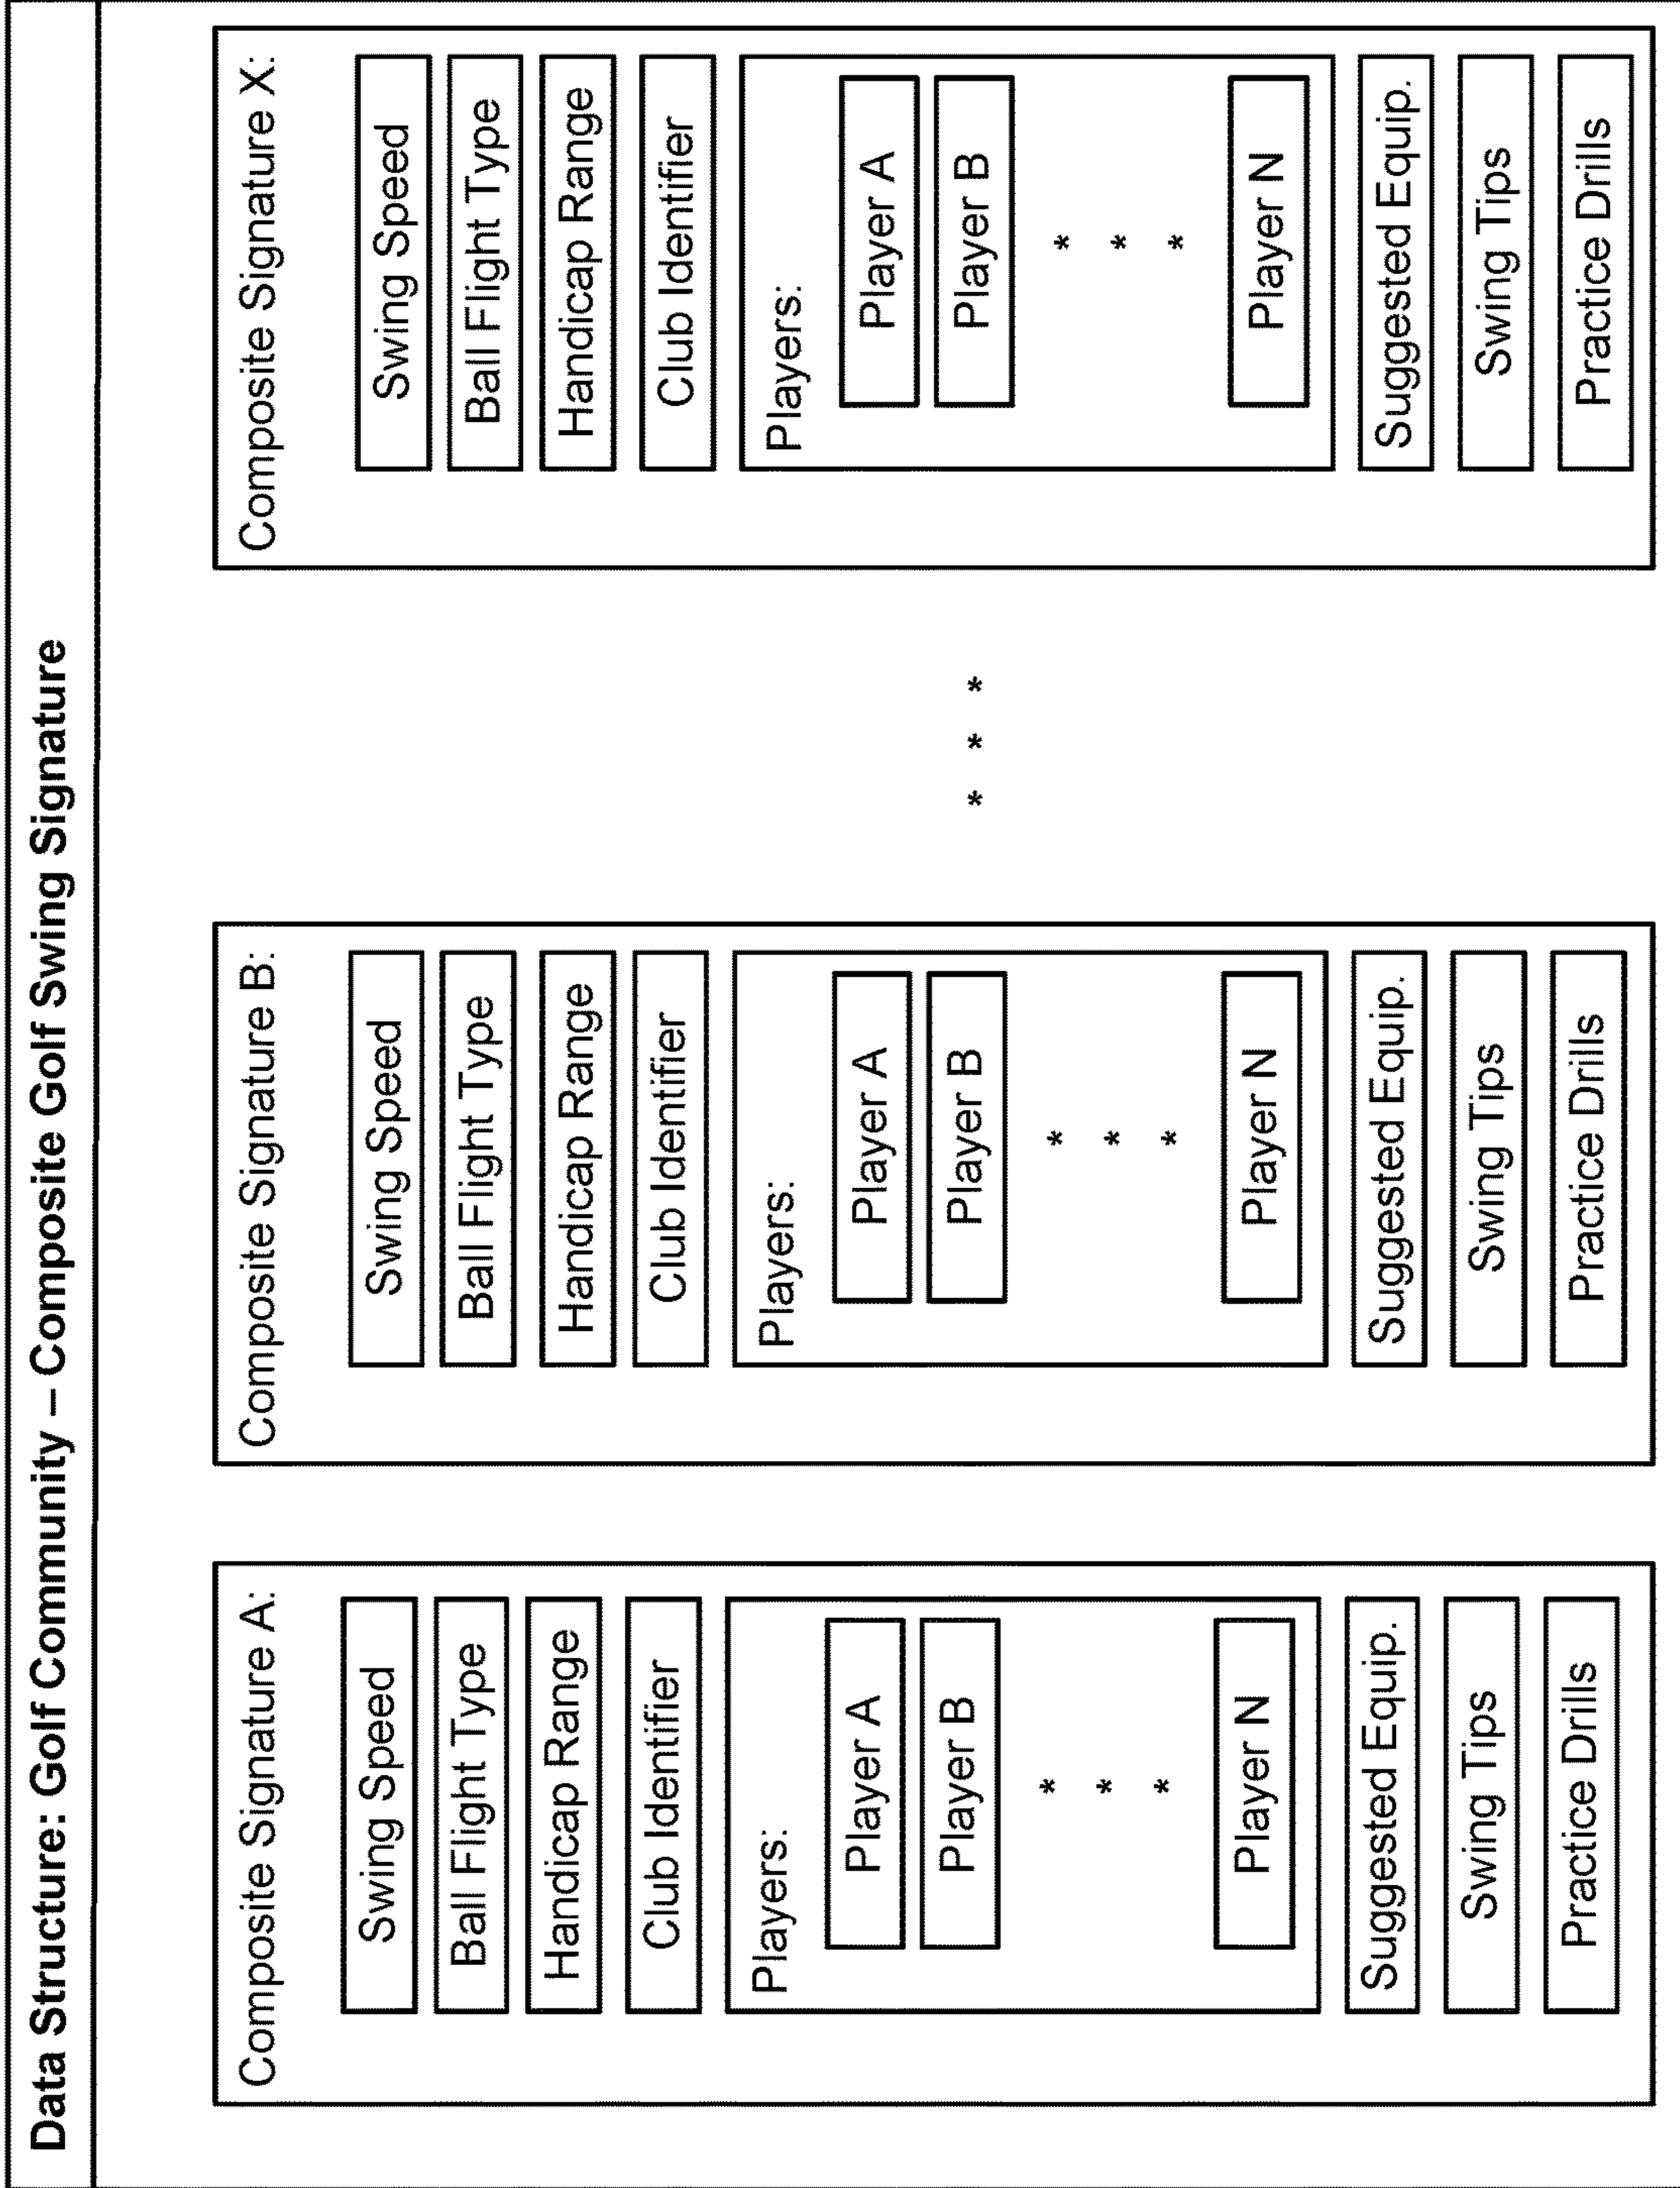 Data Structure: Golf Community – Composite Golf Swing Signature
Composite Signature A:
Swing Speed
Ball Flight Type
Handicap Range
Club Identifier
Players:
Player A
Player B
*
*
*
Player N
Suggested Equip.
Swing Tips
Practice Drills
Composite Signature B:
Swing Speed
Ball Flight Type
Handicap Range
Club Identifier
Players:
Player A
Player B
*
*
*
Player N
Suggested Equip.
Swing Tips
Practice Drills
* * *
Composite Signature X:
Swing Speed
Ball Flight Type
Handicap Range
Club Identifier
Players:
Player A
Player B
*
*
*
Player N
Suggested Equip.
Swing Tips
Practice Drills